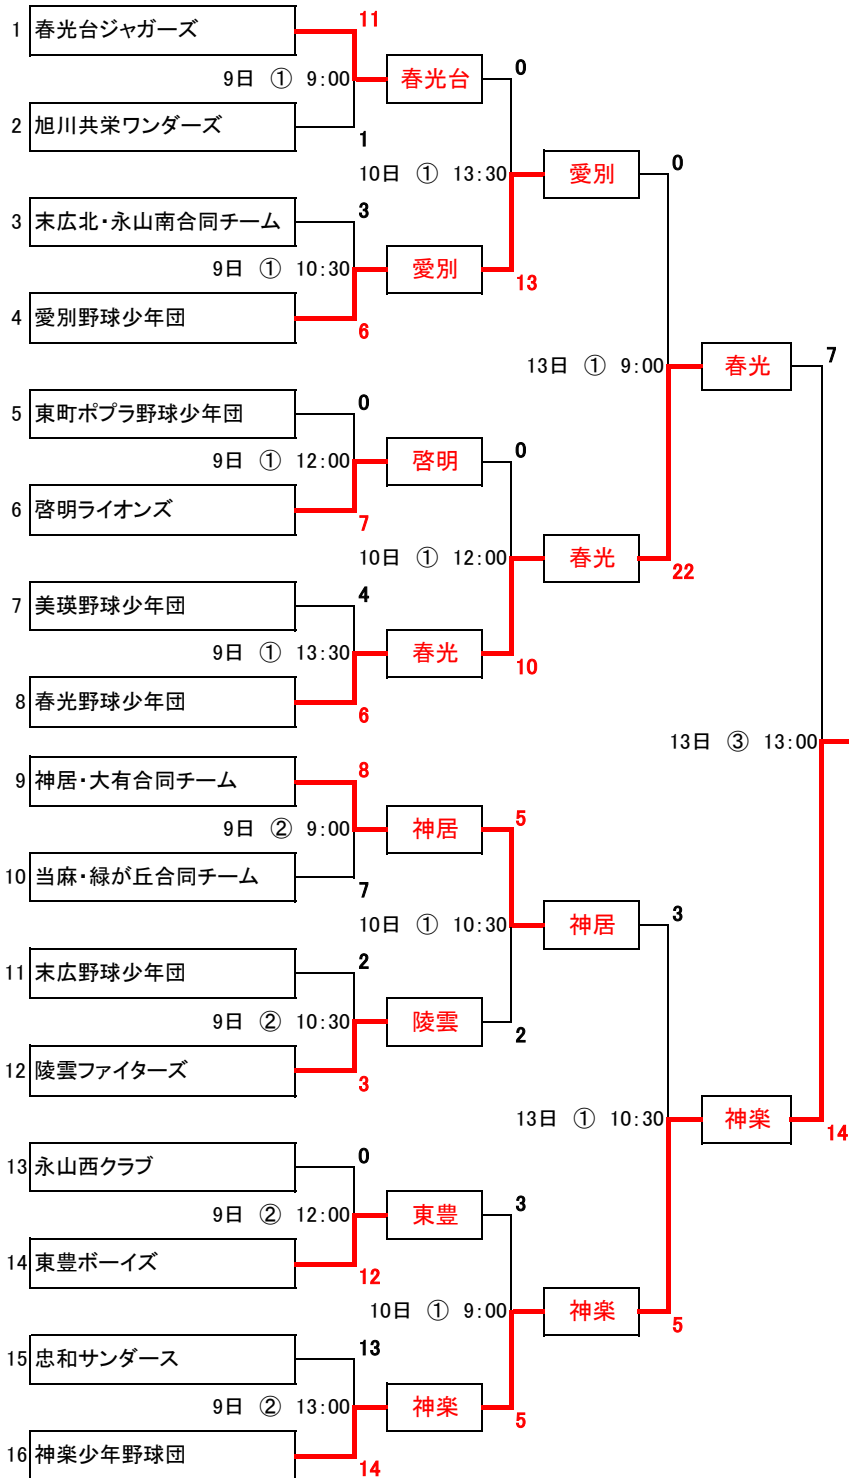 11
1 春光台ジャガーズ
0
9日 ① 9:00 春光台
2 旭川共栄ワンダーズ
1
10日 ① 13:30 愛別 0
3 末広北・永山南合同チーム 3
9日 ① 10:30 愛別
13
4 愛別野球少年団
6
13日 ① 9:00 春光 7
5 東町ポプラ野球少年団 0
9日 ① 12:00 啓明 0
6 啓明ライオンズ
7
10日 ① 12:00 春光 22
7 美瑛野球少年団 4
9日 ① 13:30 春光
10
8 春光野球少年団
6
13日 ③ 13:00
9 神居・大有合同チーム 8
9日 ② 9:00 神居 5
10 当麻・緑が丘合同チーム
7
10日 ① 10:30 神居 3
11 末広野球少年団 2
9日 ② 10:30 陵雲
2
12 陵雲ファイターズ
3
13日 ① 10:30 神楽 14
13 永山西クラブ 0
9日 ② 12:00 東豊 3
14 東豊ボーイズ
12
10日 ① 9:00 神楽 5
15 忠和サンダース 13
9日 ② 13:00 神楽 5
16 神楽少年野球団
14